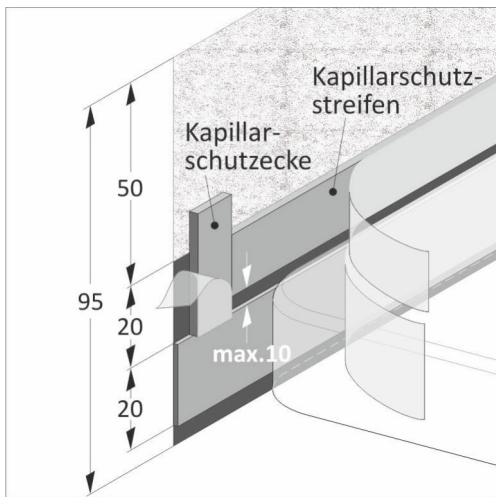 Kapillarschutz-
streifen
Kapillar-
schutzecke
50
95
20
max.10
20